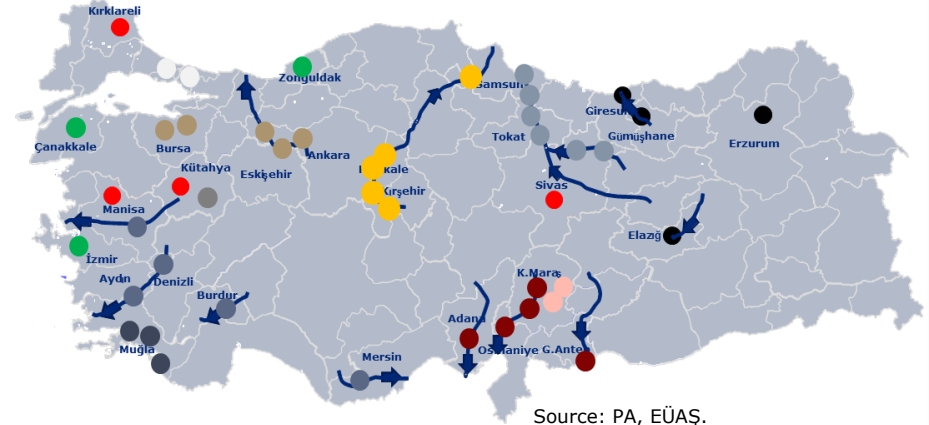 Kırklareli
Zonguldak
Samsun
Giresun
Çanakkale
Bursa
Ankara
Tokat
Gümüşhane
Erzurum
Kütahya
Eskişehir
Kırşehir
Sivas
Manisa
Elazığ
İzmir
Aydın
Denizli
Burdur
K.Maraş
Adana
Muğla
Mersin
Osmaniye G.Antep
Source: PA, EÜAŞ.